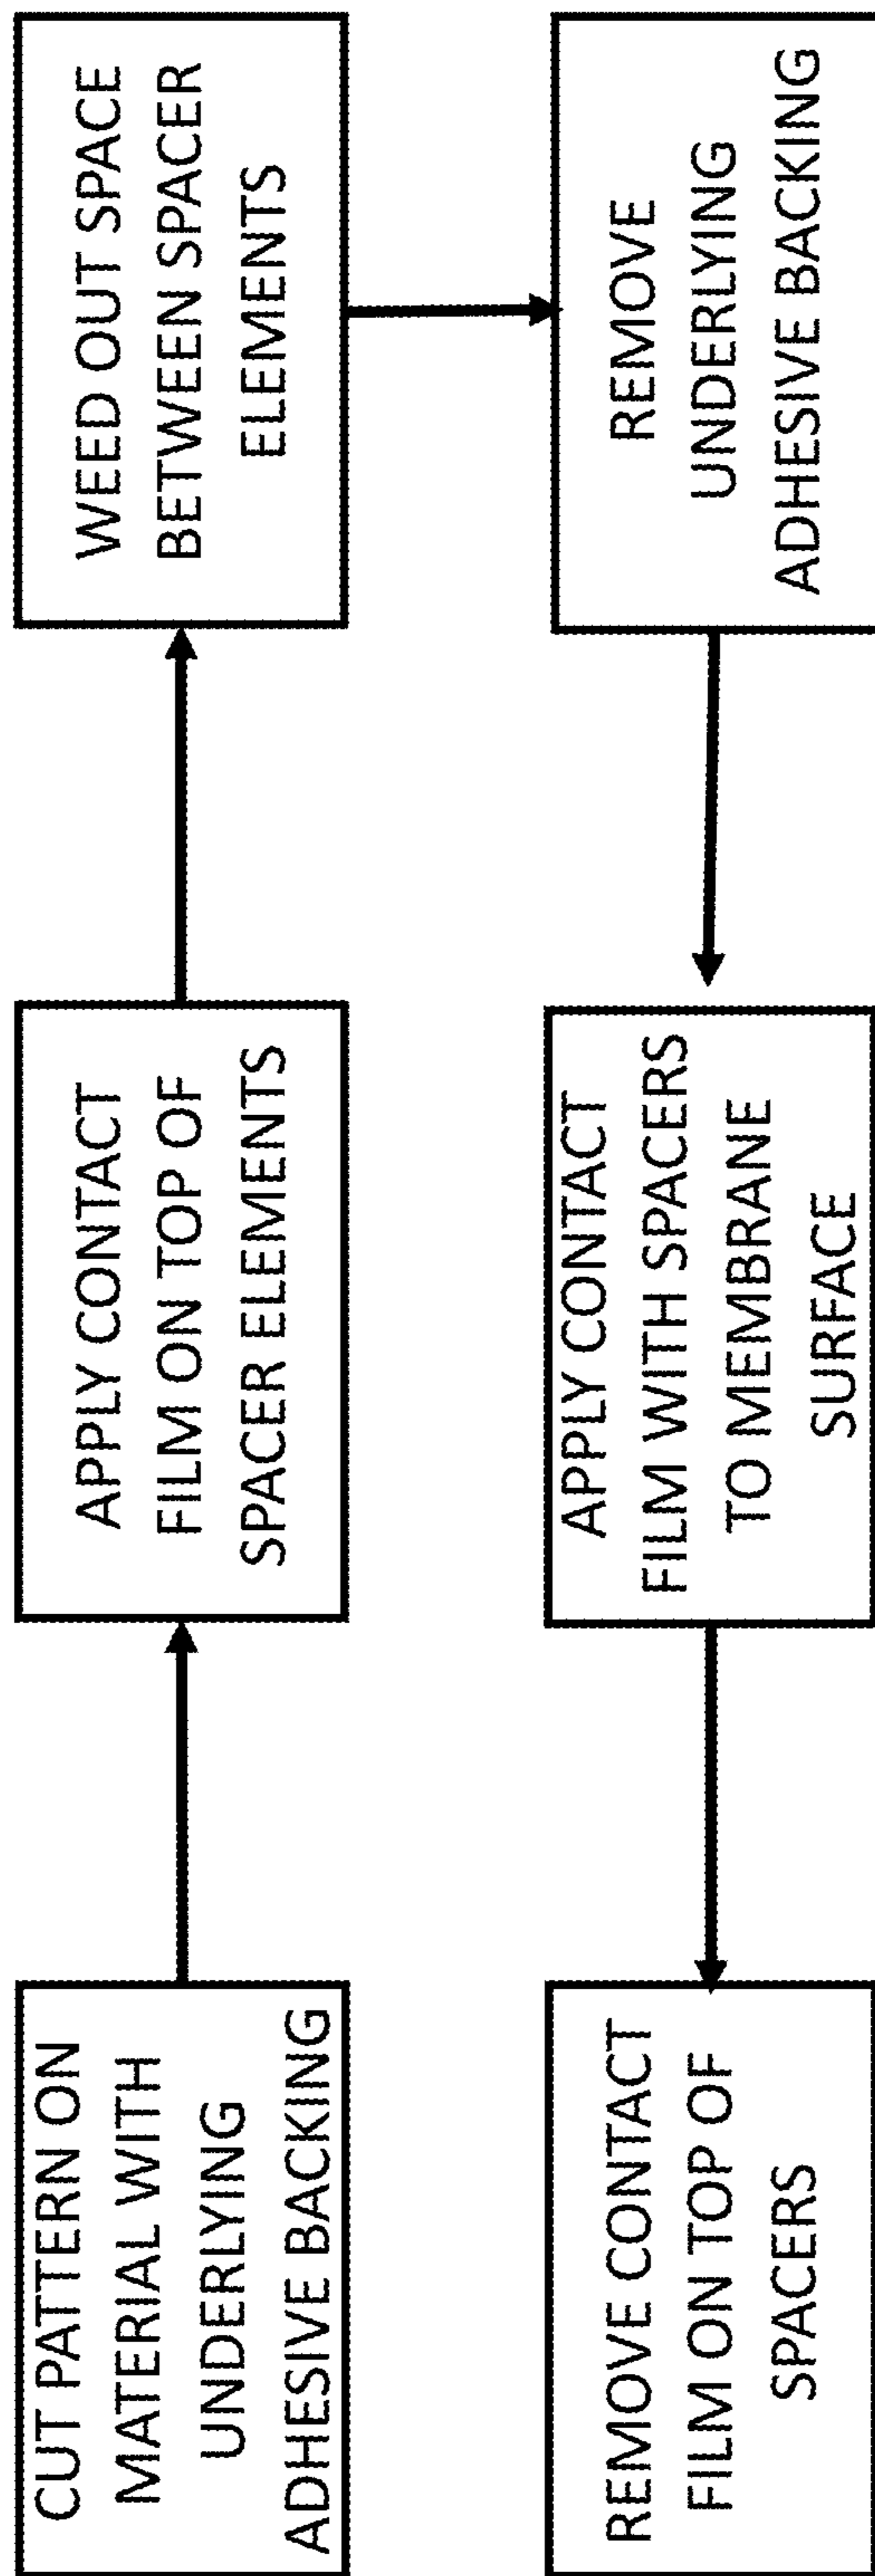 CUT PATTERN ON
MATERIAL WITH
UNDERLYING
ADHESIVE BACKING
APPLY CONTACT
FILM ON TOP OF
SPACER ELEMENTS
WEED OUT SPACE
BETWEEN SPACER
ELEMENTS
REMOVE
UNDERLYING
ADHESIVE BACKING
APPLY CONTACT
FILM WITH SPACERS
TO MEMBRANE
SURFACE
REMOVE CONTACT
FILM ON TOP OF
SPACERS